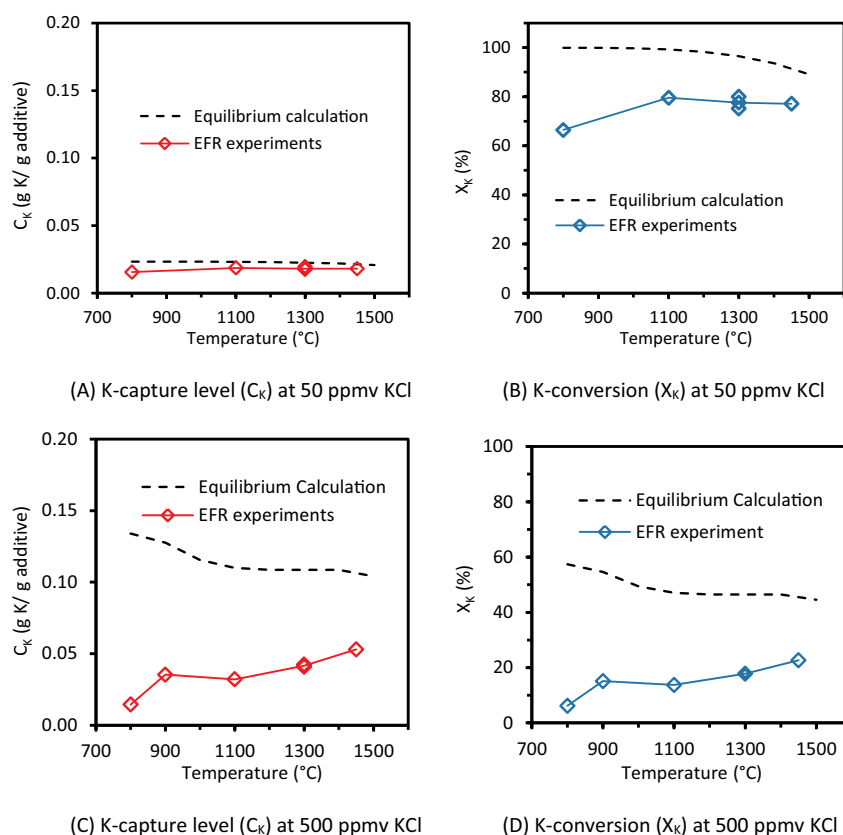 0.20
0.15
0.10
0.05
0.00
C_K (g K/ g additive)
Equilibrium calculation
EFR experiments
700 900 1100 1300 1500
Temperature (°C)
(A) K-capture level (C_K) at 50 ppmv KCl
100
80
60
40
20
0
X_K (%)
Equilibrium calculation
EFR experiments
700 900 1100 1300 1500
Temperature (°C)
(B) K-conversion (X_K) at 50 ppmv KCl
0.20
0.15
0.10
0.05
0.00
C_K (g K/ g additive)
Equilibrium Calculation
EFR experiments
700 900 1100 1300 1500
Temperature (°C)
(C) K-capture level (C_K) at 500 ppmv KCl
100
80
60
40
20
0
X_K (%)
Equilibrium Calculation
EFR experiment
700 900 1100 1300 1500
Temperature (°C)
(D) K-conversion (X_K) at 500 ppmv KCl